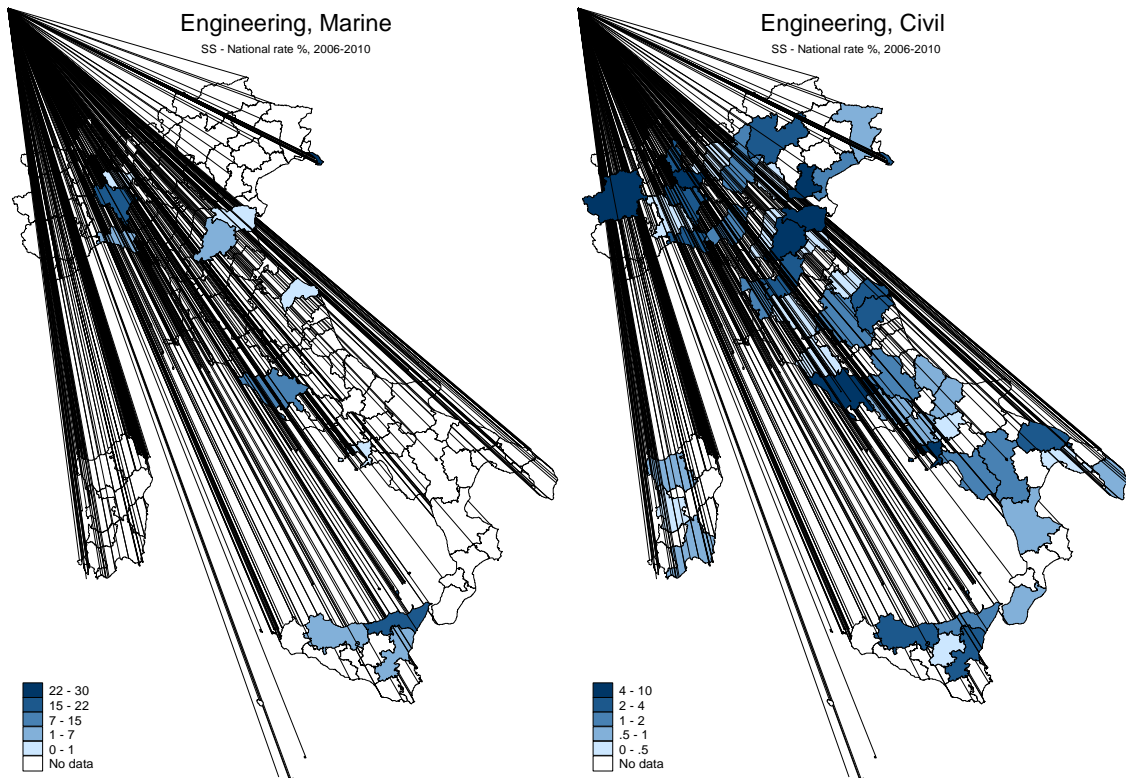 Engineering, Marine
SS - National rate %, 2006-2010
22 - 30
15 - 22
7 - 15
1 - 7
0 - 1
No data
Engineering, Civil
SS - National rate %, 2006-2010
4 - 10
2 - 4
1 - 2
.5 - 1
0 - .5
No data